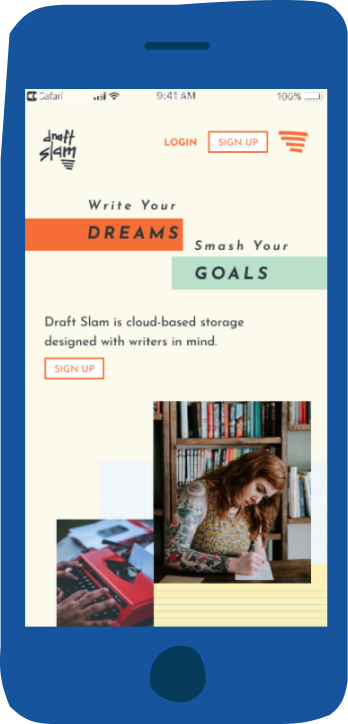 Safari
9:41 AM
100%
draft
slam
LOGIN
SIGN UP
Write Your
DREAMS
Smash Your
GOALS
Draft Slam is cloud-based storage
designed with writers in mind.
SIGN UP